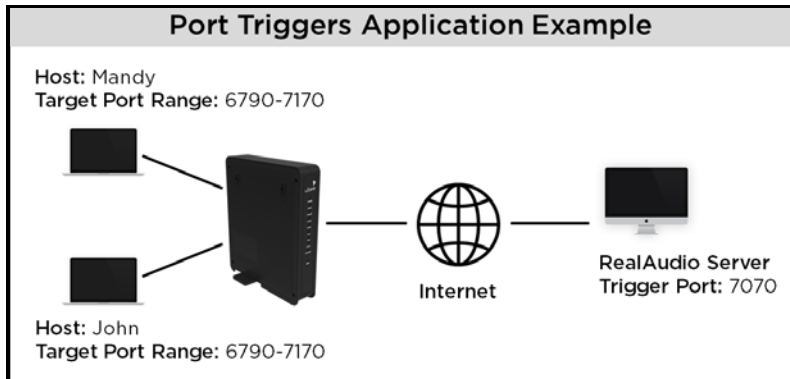 Port Triggers Application Example
Host: Mandy
Target Port Range: 6790-7170
Internet
RealAudio Server
Trigger Port: 7070
Host: John
Target Port Range: 6790-7170